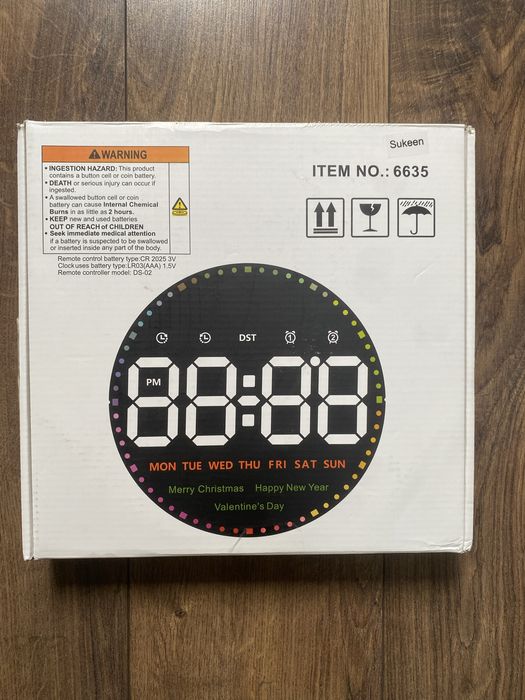 Sukeen
WARNING
ITEM NO.: 6635
• INGESTION HAZARD: This product
contains a button cell or coin battery.
• DEATH or serious injury can occur if
ingested.
• A swallowed button cell or coin
battery can cause Internal Chemical
Burns in as little as 2 hours.
• KEEP new and used batteries
OUT OF REACH of CHILDREN
• Seek immediate medical attention
if a battery is suspected to be swallowed
or inserted inside any part of the body.
Remote control battery type:CR 2025 3V
Clock uses battery type:LR03(AAA) 1.5V
Remote controller model: DS-02
DST 1 2
PM 88:88
MON TUE WED THU FRI SAT SUN
Merry Christmas Happy New Year
Valentine's Day